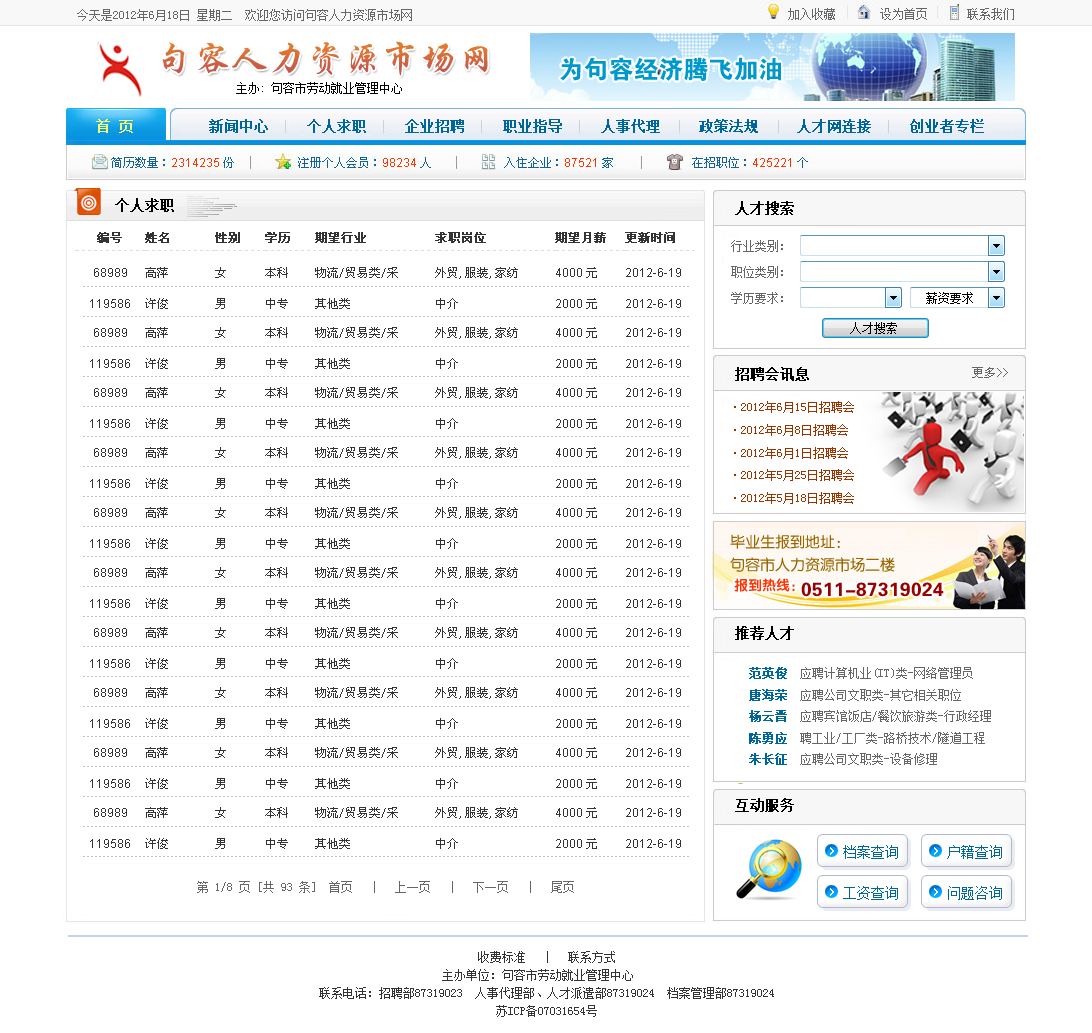 今天是2012年6月18日 星期二 欢迎您访问句容人力资源市场网
加入收藏 设为首页 联系我们
句容人力资源市场网
主办：句容市劳动就业管理中心
为句容经济腾飞加油
首 页 新闻中心 个人求职 企业招聘 职业指导 人事代理 政策法规 人才网连接 创业者专栏
简历数量：2314235 份 | 注册个人会员：98234 人 | 入住企业：87521 家 | 在招职位：425221 个
个人求职
编号 姓名 性别 学历 期望行业 求职岗位 期望月薪 更新时间
68989 高萍 女 本科 物流/贸易类/采 外贸,服装,家纺 4000元 2012-6-19
119586 许俊 男 中专 其他类 中介 2000元 2012-6-19
68989 高萍 女 本科 物流/贸易类/采 外贸,服装,家纺 4000元 2012-6-19
119586 许俊 男 中专 其他类 中介 2000元 2012-6-19
68989 高萍 女 本科 物流/贸易类/采 外贸,服装,家纺 4000元 2012-6-19
119586 许俊 男 中专 其他类 中介 2000元 2012-6-19
68989 高萍 女 本科 物流/贸易类/采 外贸,服装,家纺 4000元 2012-6-19
119586 许俊 男 中专 其他类 中介 2000元 2012-6-19
68989 高萍 女 本科 物流/贸易类/采 外贸,服装,家纺 4000元 2012-6-19
119586 许俊 男 中专 其他类 中介 2000元 2012-6-19
68989 高萍 女 本科 物流/贸易类/采 外贸,服装,家纺 4000元 2012-6-19
119586 许俊 男 中专 其他类 中介 2000元 2012-6-19
68989 高萍 女 本科 物流/贸易类/采 外贸,服装,家纺 4000元 2012-6-19
119586 许俊 男 中专 其他类 中介 2000元 2012-6-19
68989 高萍 女 本科 物流/贸易类/采 外贸,服装,家纺 4000元 2012-6-19
119586 许俊 男 中专 其他类 中介 2000元 2012-6-19
68989 高萍 女 本科 物流/贸易类/采 外贸,服装,家纺 4000元 2012-6-19
119586 许俊 男 中专 其他类 中介 2000元 2012-6-19
68989 高萍 女 本科 物流/贸易类/采 外贸,服装,家纺 4000元 2012-6-19
119586 许俊 男 中专 其他类 中介 2000元 2012-6-19
第 1/8 页 [共 93 条] 首页 | 上一页 | 下一页 | 尾页
人才搜索
行业类别：
职位类别：
学历要求： 薪资要求
人才搜索
招聘会讯息 更多>>
·2012年6月15日招聘会
·2012年6月8日招聘会
·2012年6月1日招聘会
·2012年5月25日招聘会
·2012年5月18日招聘会
毕业生报到地址：
句容市人力资源市场二楼
报到热线：0511-87319024
推荐人才
范英俊 应聘计算机业(IT)类-网络管理员
唐海荣 应聘公司文职类-其它相关职位
杨云香 应聘宾馆饭店/餐饮旅游类-行政经理
陈勇应 聘工业/工厂类-路桥技术/隧道工程
朱长征 应聘公司文职类-设备修理
互动服务
档案查询 户籍查询
工资查询 问题咨询
收费标准 | 联系方式
主办单位：句容市劳动就业管理中心
联系电话：招聘部87319023 人事代理部、人才派遣部87319024 档案管理部87319024
苏ICP备07031654号